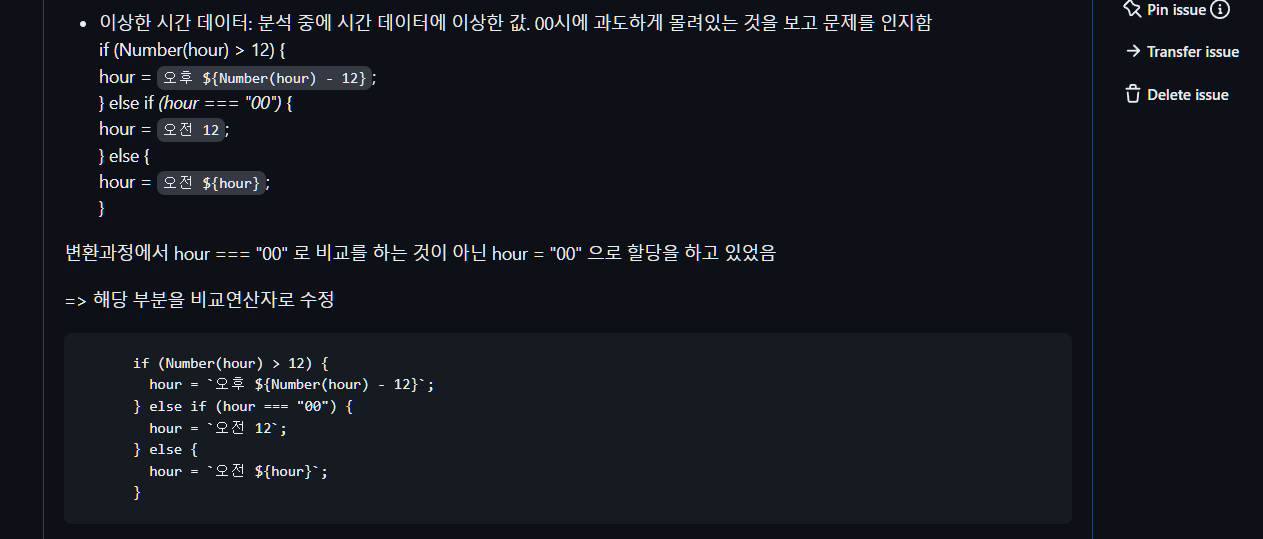 이상한 시간 데이터: 분석 중에 시간 데이터에 이상한 값. 00시에 과도하게 몰려있는 것을 보고 문제를 인지함
if (Number(hour) > 12) {
hour = 오후 ${Number(hour) - 12};
} else if (hour === "00") {
hour = 오전 12;
} else {
hour = 오전 ${hour};
}
변환과정에서 hour === "00" 로 비교를 하는 것이 아닌 hour = "00" 으로 할당을 하고 있었음
=> 해당 부분을 비교연산자로 수정
if (Number(hour) > 12) {
  hour = `오후 ${Number(hour) - 12}`;
} else if (hour === "00") {
  hour = `오전 12`;
} else {
  hour = `오전 ${hour}`;
}
Pin issue
Transfer issue
Delete issue